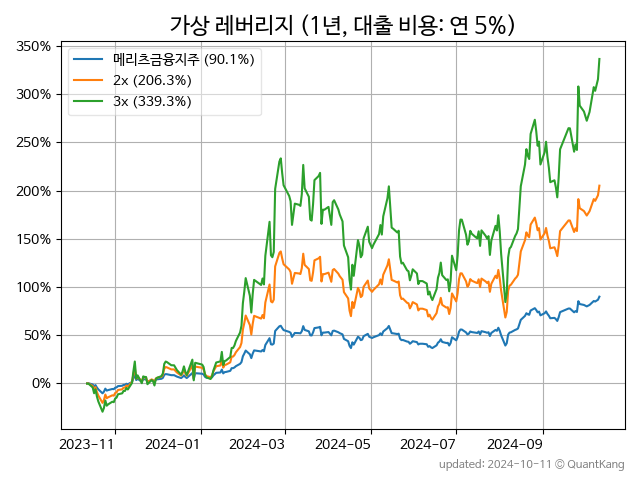 가상 레버리지 (1년, 대출 비용: 연 5%)
350%
300%
250%
200%
150%
100%
50%
0%
메리츠금융지주 (90.1%)
2x (206.3%)
3x (339.3%)
2023-11
2024-01
2024-03
2024-05
2024-07
2024-09
updated: 2024-10-11 © QuantKang